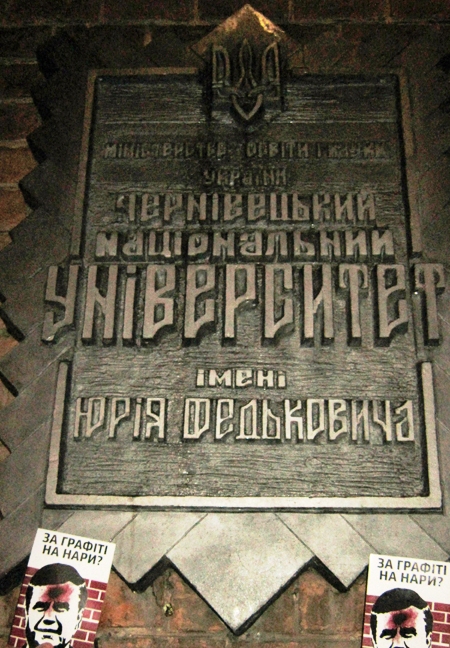 МІНІСТЕРСТВО ОСВІТИ І НАУКИ
УКРАЇНИ
ЧЕРНІВЕЦЬКИЙ
НАЦІОНАЛЬНИЙ
УНІВЕРСИТЕТ
ІМЕНІ
ЮРІЯ ФЕДЬКОВИЧА
ЗА ГРАФІТІ
НА НАРИ?
ЗА ГРАФІТІ
НА НАРИ?